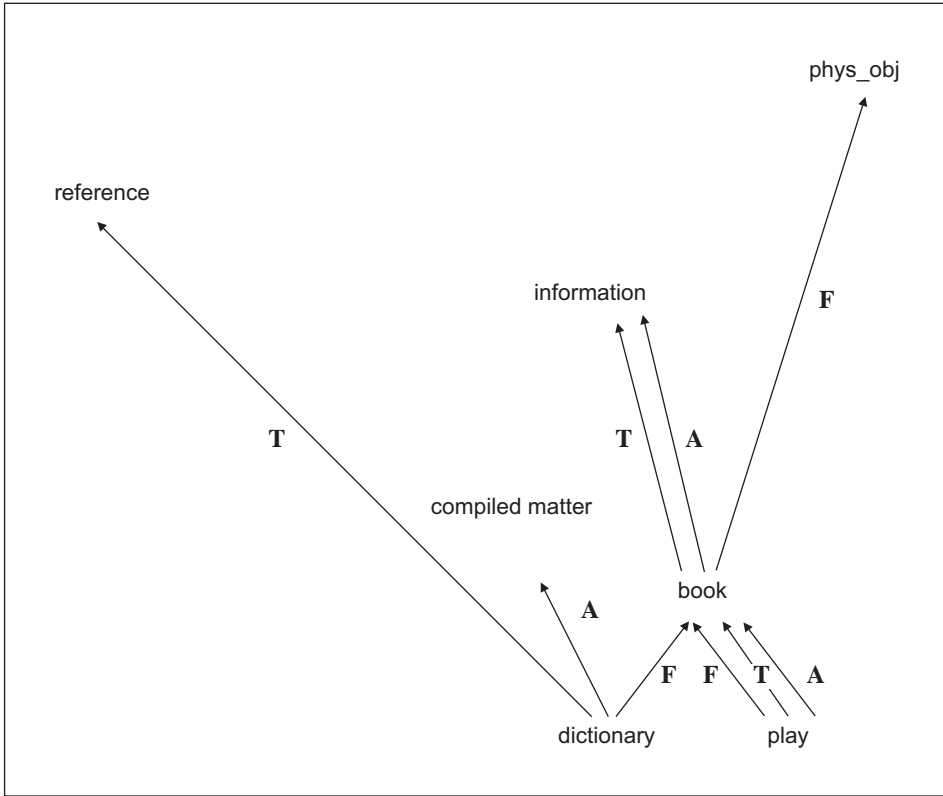 phys_obj
reference
information
F
T
T
A
compiled matter
book
A
F
F
T
A
dictionary
play